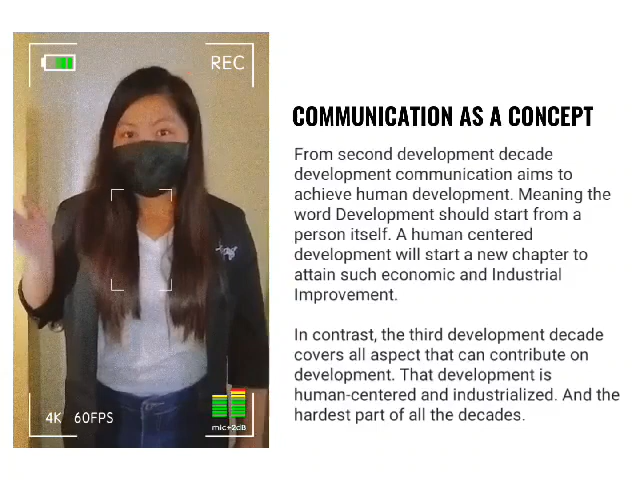 REC
COMMUNICATION AS A CONCEPT
From second development decade
development communication aims to
achieve human development. Meaning the
word Development should start from a
person itself. A human centered
development will start a new chapter to
attain such economic and Industrial
Improvement.
In contrast, the third development decade
covers all aspect that can contribute on
development. That development is
human-centered and industrialized. And the
hardest part of all the decades.
4K 60FPS
mic+2dB